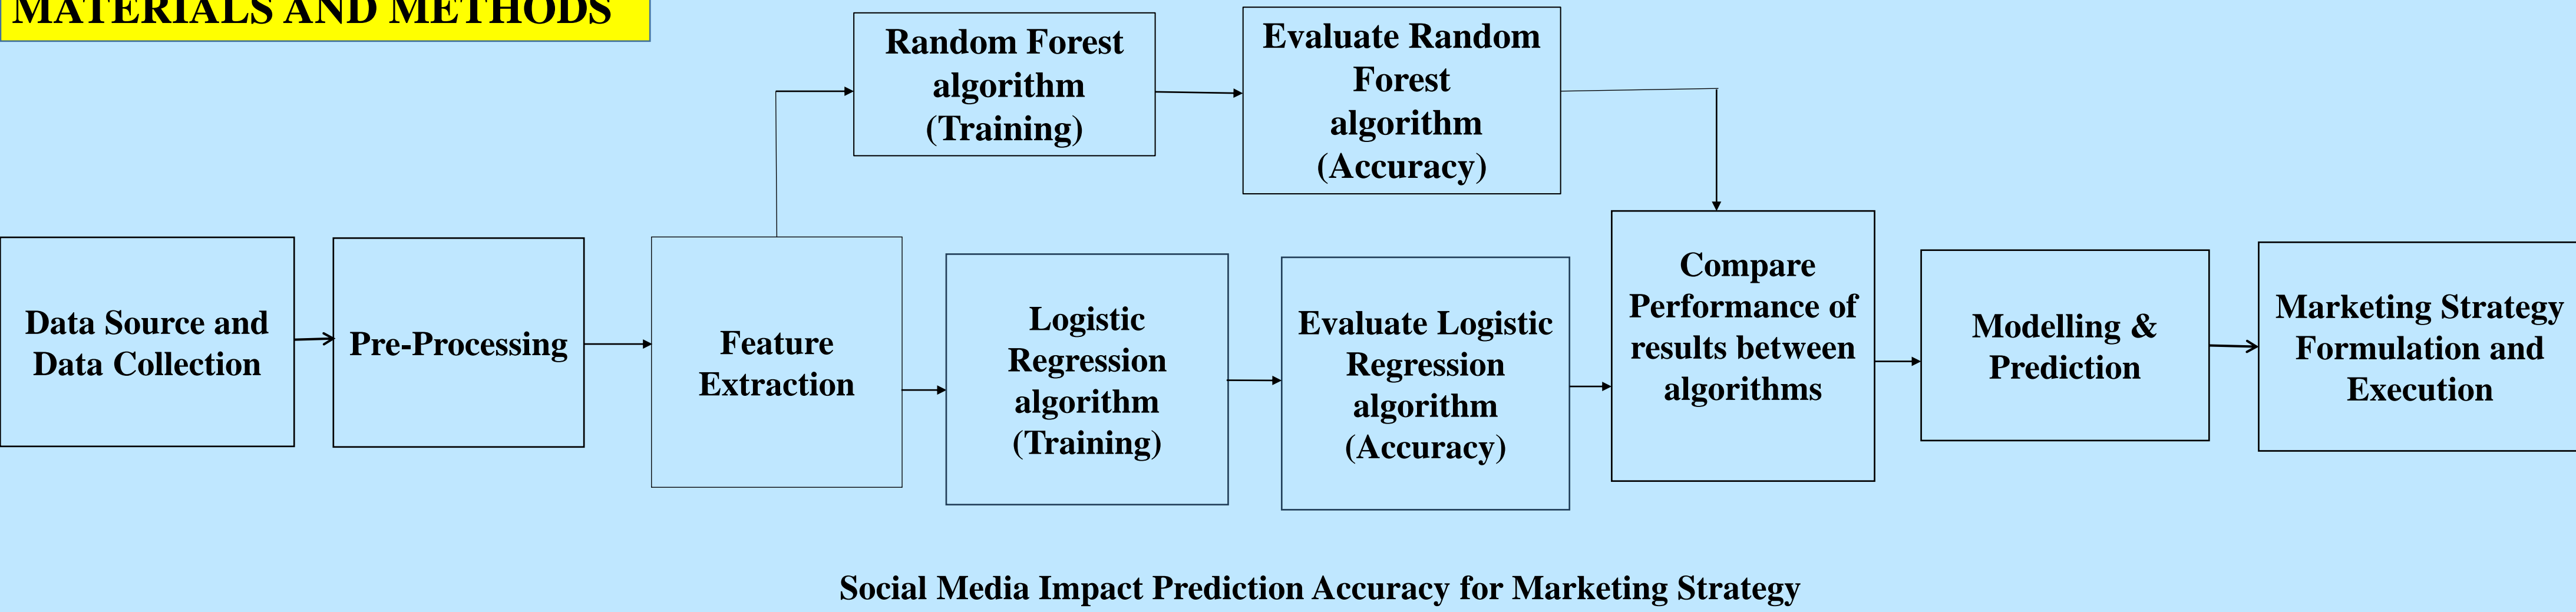 MATERIALS AND METHODS
Random Forest
algorithm
(Training)
Evaluate Random
Forest
algorithm
(Accuracy)
Data Source and
Data Collection
Pre-Processing
Feature
Extraction
Logistic
Regression
algorithm
(Training)
Evaluate Logistic
Regression
algorithm
(Accuracy)
Compare
Performance of
results between
algorithms
Modelling &
Prediction
Marketing Strategy
Formulation and
Execution
Social Media Impact Prediction Accuracy for Marketing Strategy